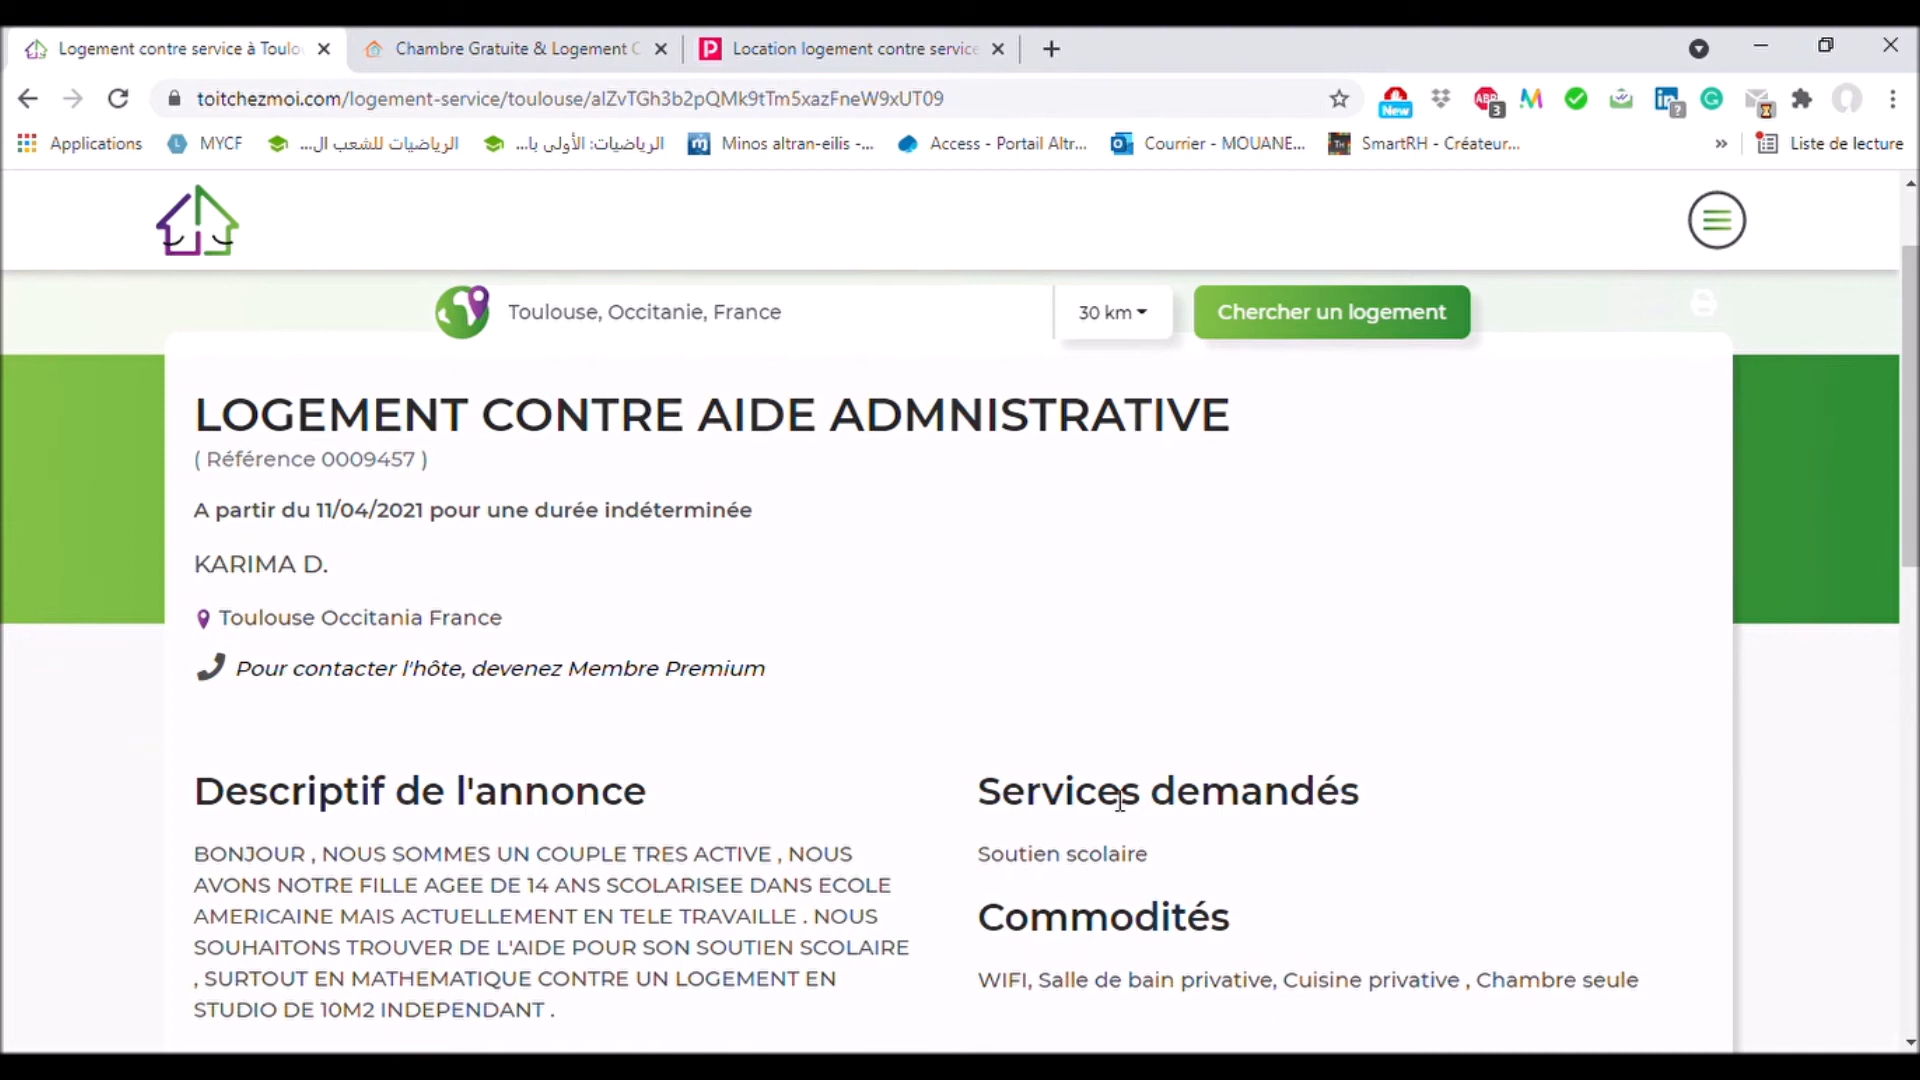 Logement contre service à Toulo
Chambre Gratuite & Logement C
Location logement contre service
toitchezmoi.com/logement-service/toulouse/alZvTGh3b2pQMk9tTm5xazFneW9xUT09
New
ABP
3
Applications
MYCF
الرياضيات للشعب ال...
الرياضيات: الأولى با...
Minos altran-eilis -...
Access - Portail Altr...
Courrier - MOUANE...
SmartRH - Créateur...
»
Liste de lecture
Toulouse, Occitanie, France
30 km
Chercher un logement
LOGEMENT CONTRE AIDE ADMNISTRATIVE
( Référence 0009457 )
A partir du 11/04/2021 pour une durée indéterminée
KARIMA D.
Toulouse Occitania France
Pour contacter l'hôte, devenez Membre Premium
Descriptif de l'annonce
BONJOUR , NOUS SOMMES UN COUPLE TRES ACTIVE , NOUS
AVONS NOTRE FILLE AGEE DE 14 ANS SCOLARISEE DANS ECOLE
AMERICAINE MAIS ACTUELLEMENT EN TELE TRAVAILLE . NOUS
SOUHAITONS TROUVER DE L'AIDE POUR SON SOUTIEN SCOLAIRE
, SURTOUT EN MATHEMATIQUE CONTRE UN LOGEMENT EN
STUDIO DE 10M2 INDEPENDANT .
Services demandés
Soutien scolaire
Commodités
WIFI, Salle de bain privative, Cuisine privative , Chambre seule